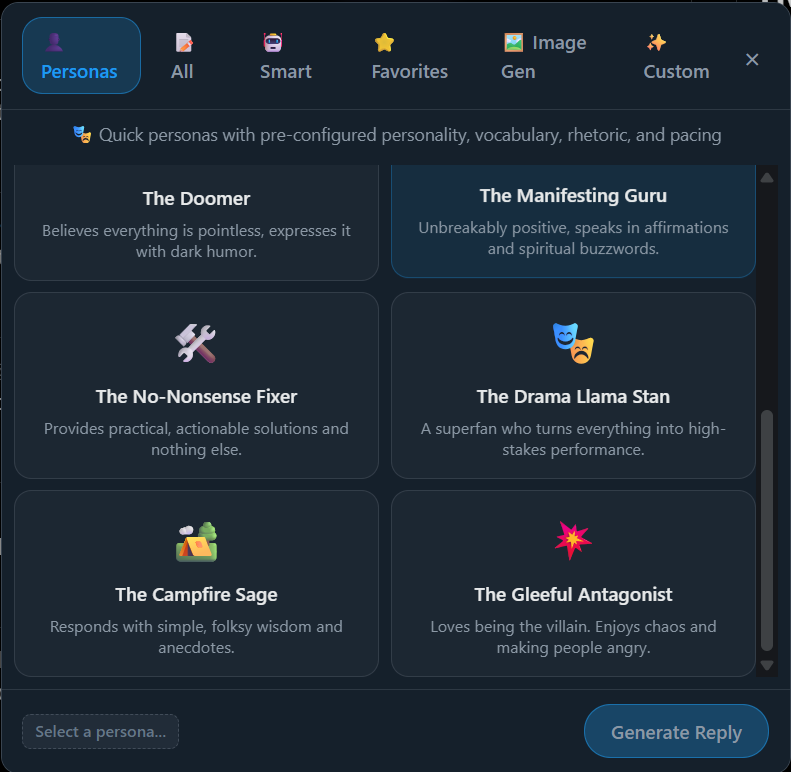 Personas
All
Smart
Favorites
Image
Gen
Custom
×
Quick personas with pre-configured personality, vocabulary, rhetoric, and pacing
The Doomer
Believes everything is pointless, expresses it
with dark humor.
The Manifesting Guru
Unbreakably positive, speaks in affirmations
and spiritual buzzwords.
The No-Nonsense Fixer
Provides practical, actionable solutions and
nothing else.
The Drama Llama Stan
A superfan who turns everything into high-
stakes performance.
The Campfire Sage
Responds with simple, folksy wisdom and
anecdotes.
The Gleeful Antagonist
Loves being the villain. Enjoys chaos and
making people angry.
Select a persona...
Generate Reply